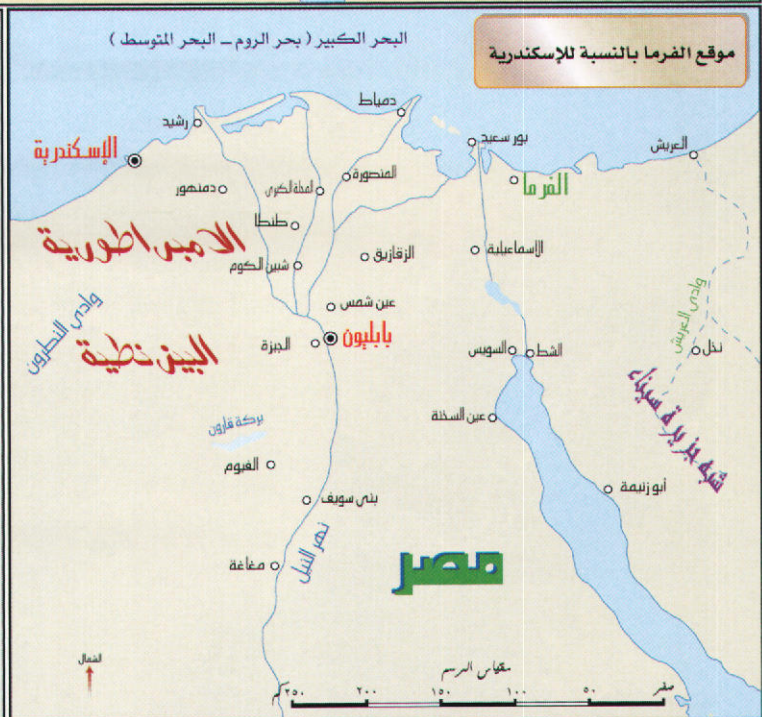 موقع الفرما بالنسبة للإسكندرية
البحر الكبير ( بحر الروم - البحر المتوسط )
دمياط
رشيد
بور سعيد
العريش
الإسكندرية
المنصورة
الفرما
دمنهور
المحلة الكبرى
طنطا
الامبراطورية
الزقازيق
الاسماعيلية
شبين الكوم
وادي العريش
وادي النطرون
عين شمس
البيزنطية
الجيزة
بابليون
السويس
الشط
نخل
شبه جزيرة سيناء
عين السخنة
بركة قارون
الفيوم
أبو زنيمة
بني سويف
نهر النيل
مغاغة
مصر
الشمال
مقياس الرسم
صفر ٥٠ ١٠٠ ١٥٠ ٢٠٠ ٢٥٠ كم